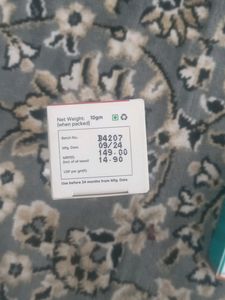 Net Weight: 10gm
(when packed)
Batch No. B4207
Mfg. Date: 09/24
MRP(₹) 149.00
(Incl. of all taxes) 14.90
USP per gm(₹)
Use before 24 months from Mfg. Date.